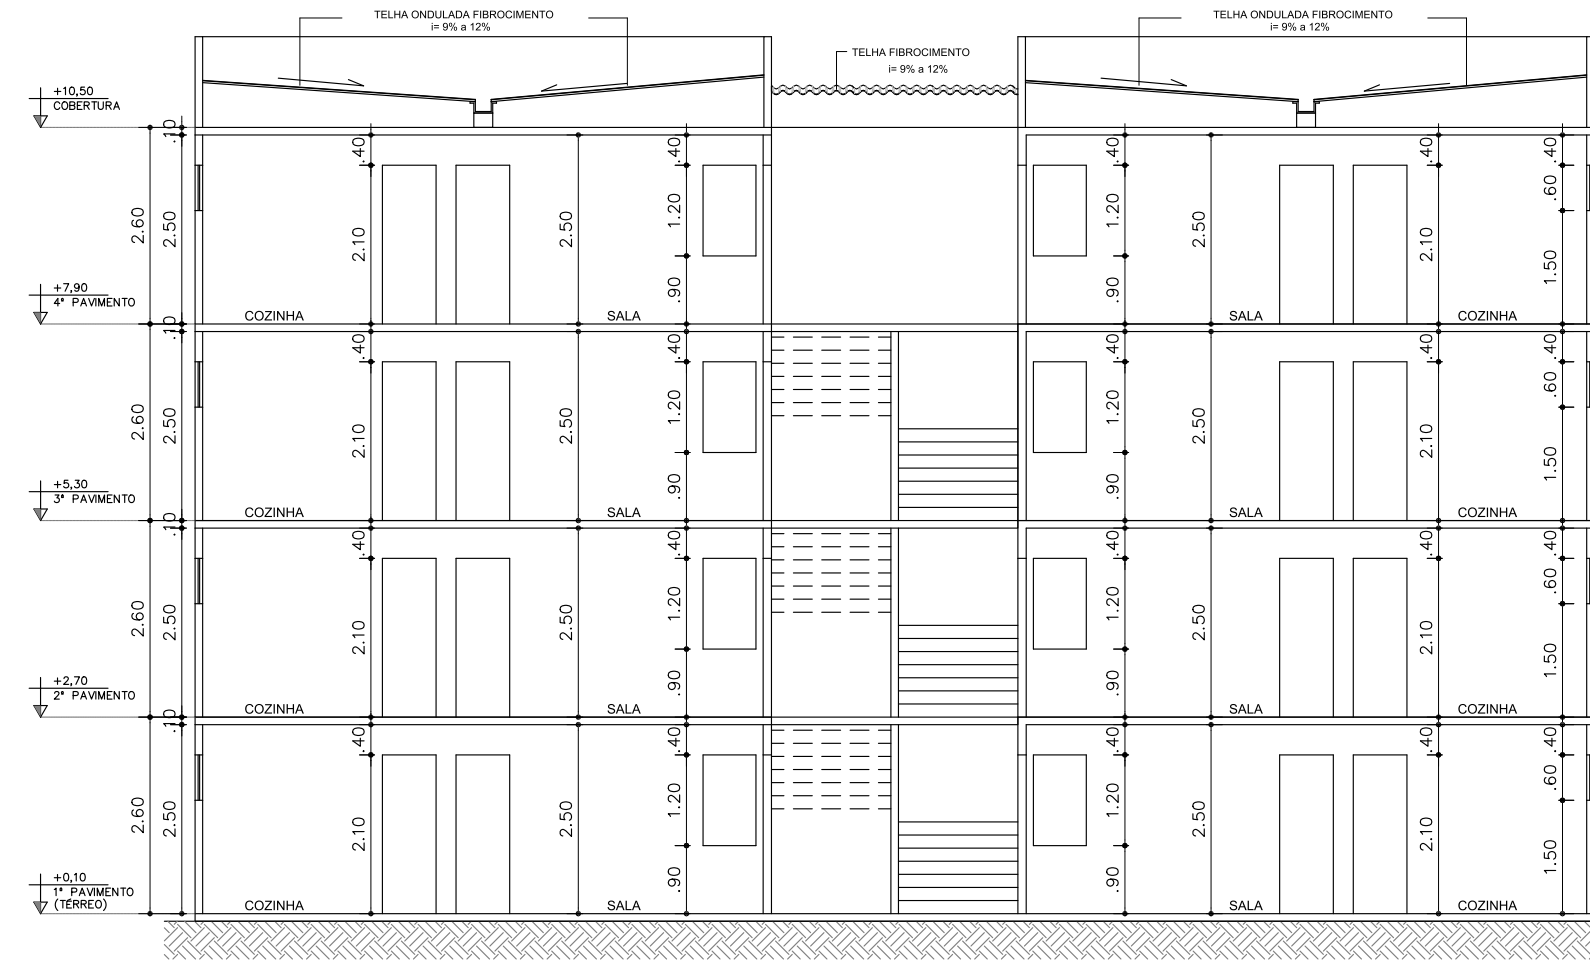 TELHA ONDULADA FIBROCIMENTO
i= 9% a 12%
TELHA FIBROCIMENTO
i= 9% a 12%
TELHA ONDULADA FIBROCIMENTO
i= 9% a 12%
+10,50
COBERTURA
.10
.40
.40
.40
.40
.40
2.60
2.50
2.10
2.50
1.20
.90
1.20
.90
2.50
2.10
.60
1.50
+7,90
4º PAVIMENTO
COZINHA
SALA
SALA
COZINHA
.10
.40
.40
.40
.40
.40
2.60
2.50
2.10
2.50
1.20
.90
1.20
.90
2.50
2.10
.60
1.50
+5,30
3º PAVIMENTO
COZINHA
SALA
SALA
COZINHA
.10
.40
.40
.40
.40
.40
2.60
2.50
2.10
2.50
1.20
.90
1.20
.90
2.50
2.10
.60
1.50
+2,70
2º PAVIMENTO
COZINHA
SALA
SALA
COZINHA
.10
.40
.40
.40
.40
.40
2.60
2.50
2.10
2.50
1.20
.90
1.20
.90
2.50
2.10
.60
1.50
+0,10
1º PAVIMENTO
(TÉRREO)
COZINHA
SALA
SALA
COZINHA